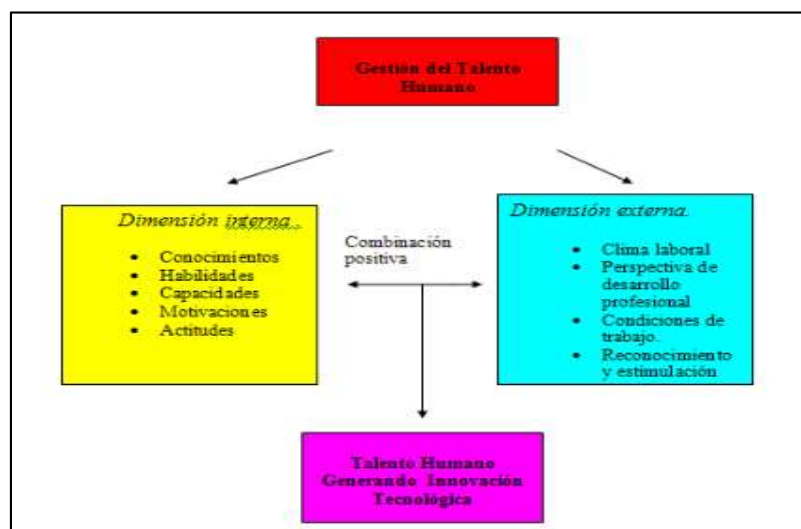 Gestión del Talento
Humano
Dimensión interna.
• Conocimientos
• Habilidades
• Capacidades
• Motivaciones
• Actitudes
Combinación
positiva
Dimensión externa.
• Clima laboral
• Perspectiva de
desarrollo
profesional
• Condiciones de
trabajo.
• Reconocimiento
y estimulación
Talento Humano
Generando Innovación
Tecnológica